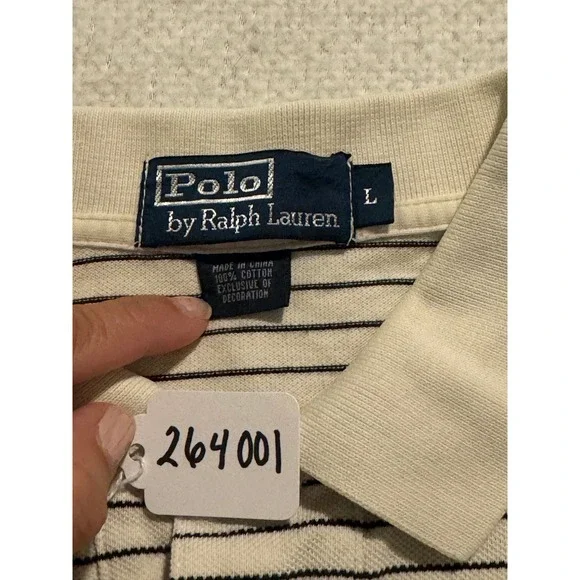 Polo
by Ralph Lauren
L
MADE IN CHINA
100% COTTON
EXCLUSIVE OF
DECORATION
264001